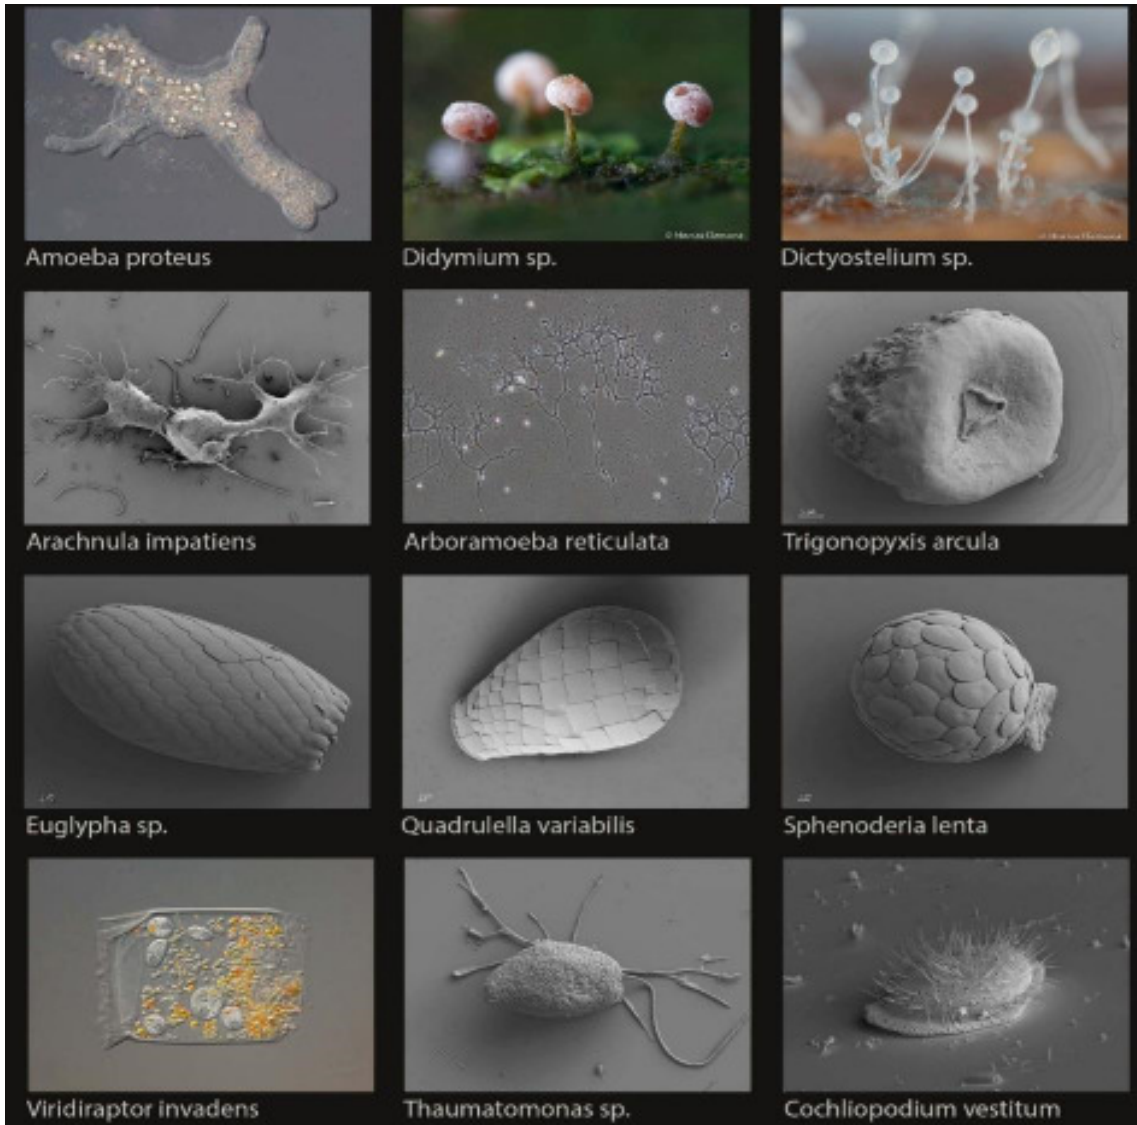 Amoeba proteus
Didymium sp.
Dictyostelium sp.
Arachnula impatiens
Arboramoeba reticulata
Trigonopyxis arcula
Euglypha sp.
Quadrulella variabilis
Sphenoderia lenta
Viridiraptor invadens
Thaumatomonas sp.
Cochliopodium vestitum